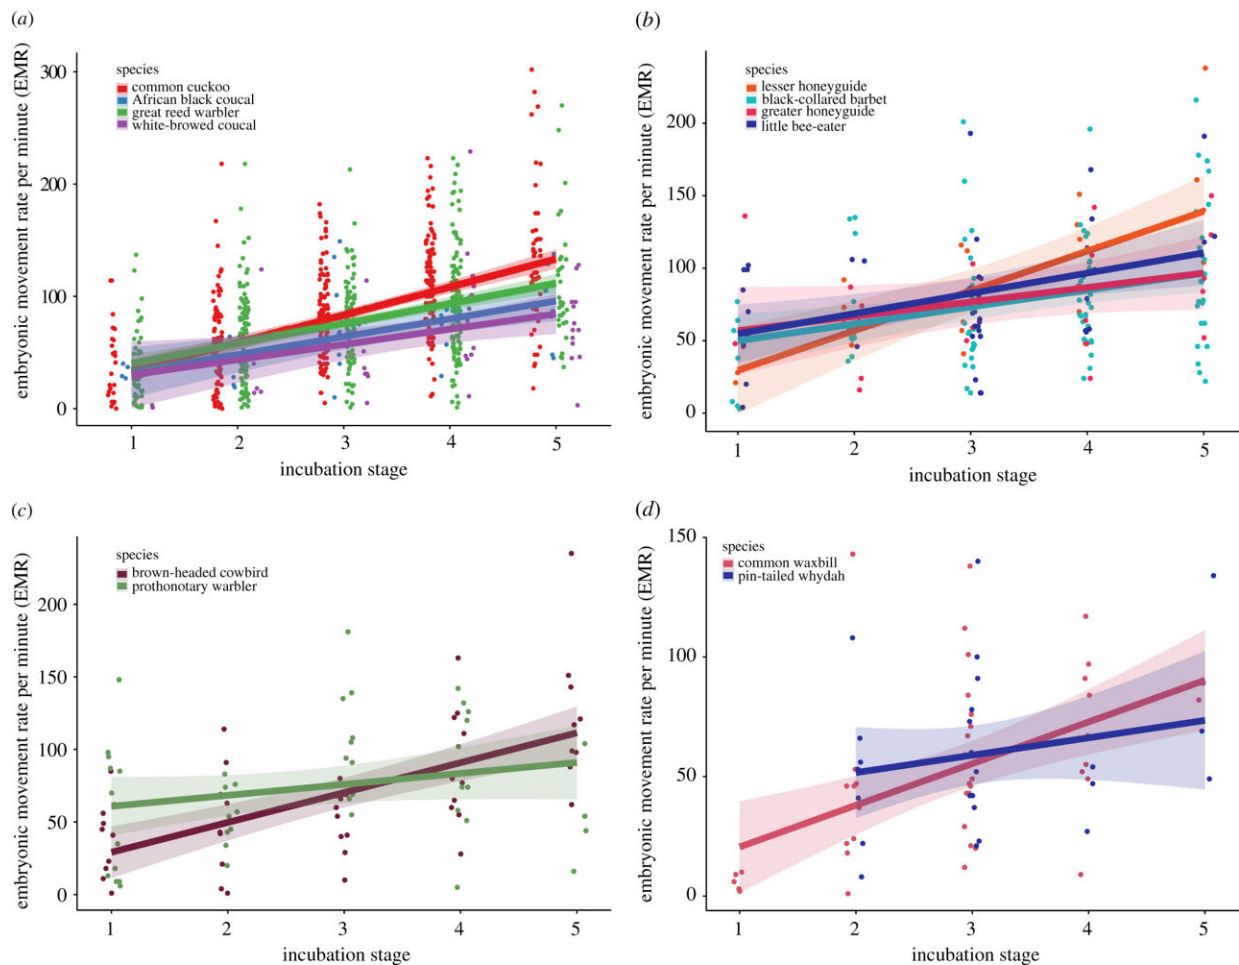 (a)
embryonic movement rate per minute (EMR)
species
common cuckoo
African black coucal
great reed warbler
white-browed coucal
300
200
100
0
1 2 3 4 5
incubation stage
(b)
embryonic movement rate per minute (EMR)
species
lesser honeyguide
black-collared barbet
greater honeyguide
little bee-eater
200
150
100
50
0
1 2 3 4 5
incubation stage
(c)
embryonic movement rate per minute (EMR)
species
brown-headed cowbird
prothonotary warbler
200
150
100
50
0
1 2 3 4 5
incubation stage
(d)
embryonic movement rate per minute (EMR)
species
common waxbill
pin-tailed whydah
150
100
50
0
1 2 3 4 5
incubation stage